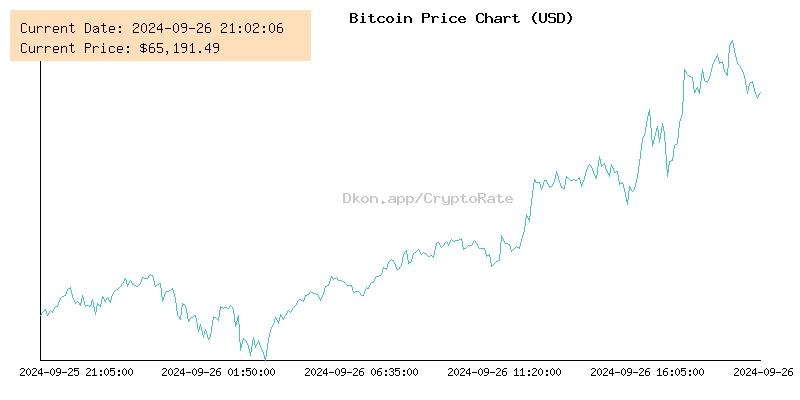 Bitcoin Price Chart (USD)
Current Date: 2024-09-26 21:02:06
Current Price: $65,191.49
Dkon.app/CryptoRate
2024-09-25 21:05:00 2024-09-26 01:50:00 2024-09-26 06:35:00 2024-09-26 11:20:00 2024-09-26 16:05:00 2024-09-26